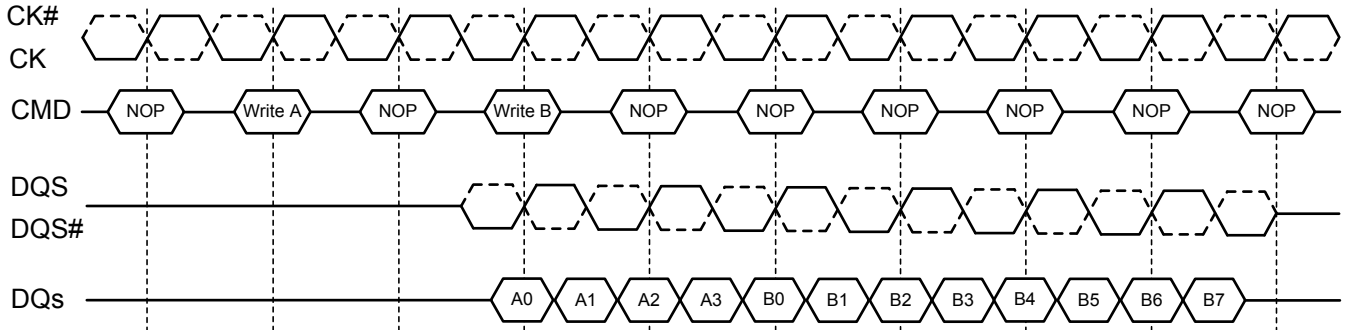 CK#
CK
CMD NOP Write A NOP Write B NOP NOP NOP NOP NOP NOP
DQS
DQS#
DQs A0 A1 A2 A3 B0 B1 B2 B3 B4 B5 B6 B7